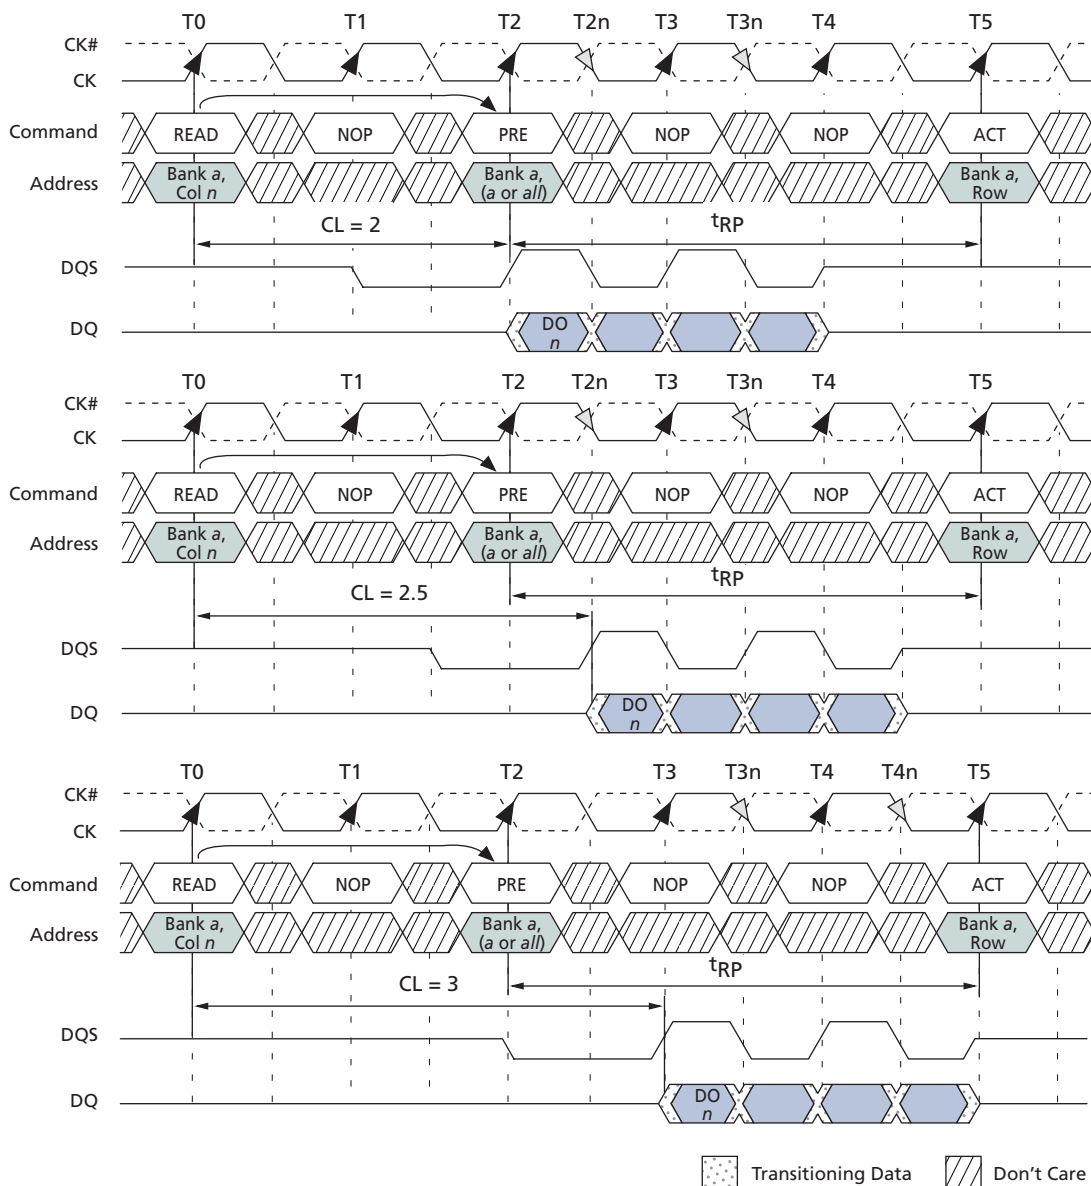 T0 T1 T2 T2n T3 T3n T4 T5
CK#
CK
Command READ NOP PRE NOP NOP ACT
Address Bank a, Col n Bank a, (a or all) Bank a, Row
CL = 2 tRP
DQS
DQ DO n
T0 T1 T2 T2n T3 T3n T4 T5
CK#
CK
Command READ NOP PRE NOP NOP ACT
Address Bank a, Col n Bank a, (a or all) Bank a, Row
CL = 2.5 tRP
DQS
DQ DO n
T0 T1 T2 T3 T3n T4 T4n T5
CK#
CK
Command READ NOP PRE NOP NOP ACT
Address Bank a, Col n Bank a, (a or all) Bank a, Row
CL = 3 tRP
DQS
DQ DO n
Transitioning Data Don't Care